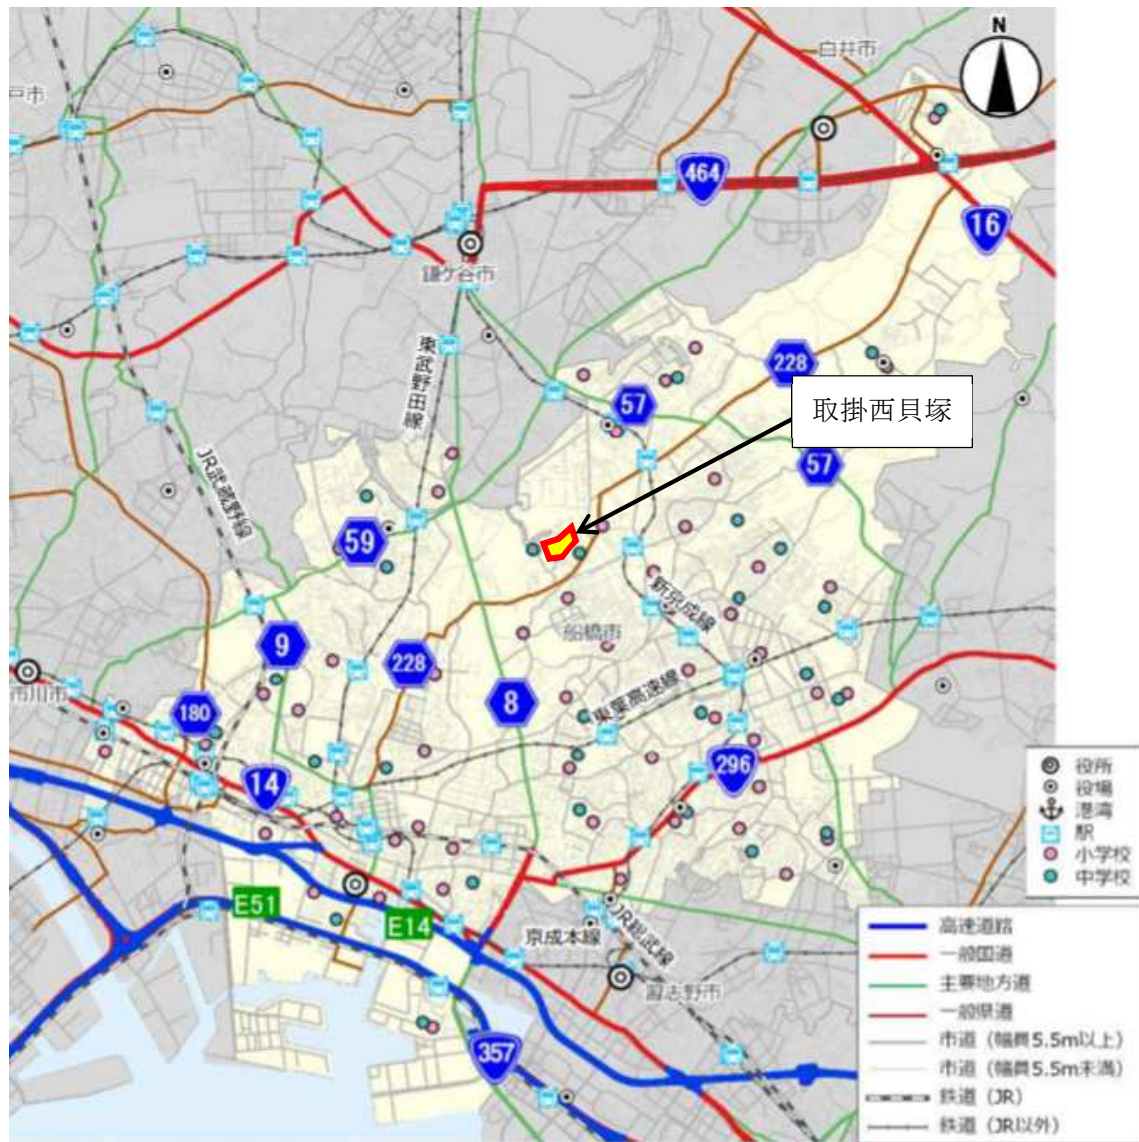 N
白井市
戸市
464
16
鎌ケ谷市
東武野田線
228
57
取掛西貝塚
57
JR武蔵野線
59
新京成線
船橋市
9
228
8
市川市
180
東葉高速線
14
296
役所
役場
港湾
駅
小学校
中学校
E51
E14
京成本線
JR総武線
習志野市
357
高速道路
一般国道
主要地方道
一般県道
市道（幅員5.5m以上）
市道（幅員5.5m未満）
鉄道（JR）
鉄道（JR以外）